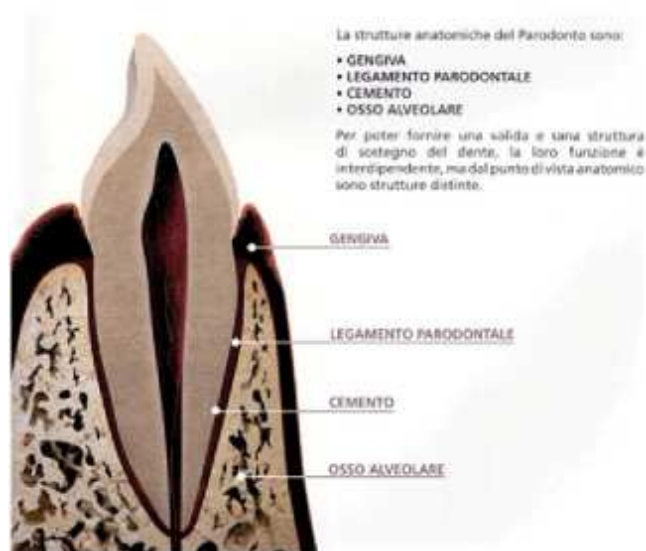 La strutture anatomiche del Parodonto sono:
• GENGIVA
• LEGAMENTO PARODONTALE
• CEMENTO
• OSSO ALVEOLARE
Per poter fornire una solida e sana struttura
di sostegno del dente, la loro funzione è
interdipendente, ma dal punto di vista anatomico
sono strutture distinte.
GENGIVA
LEGAMENTO PARODONTALE
CEMENTO
OSSO ALVEOLARE